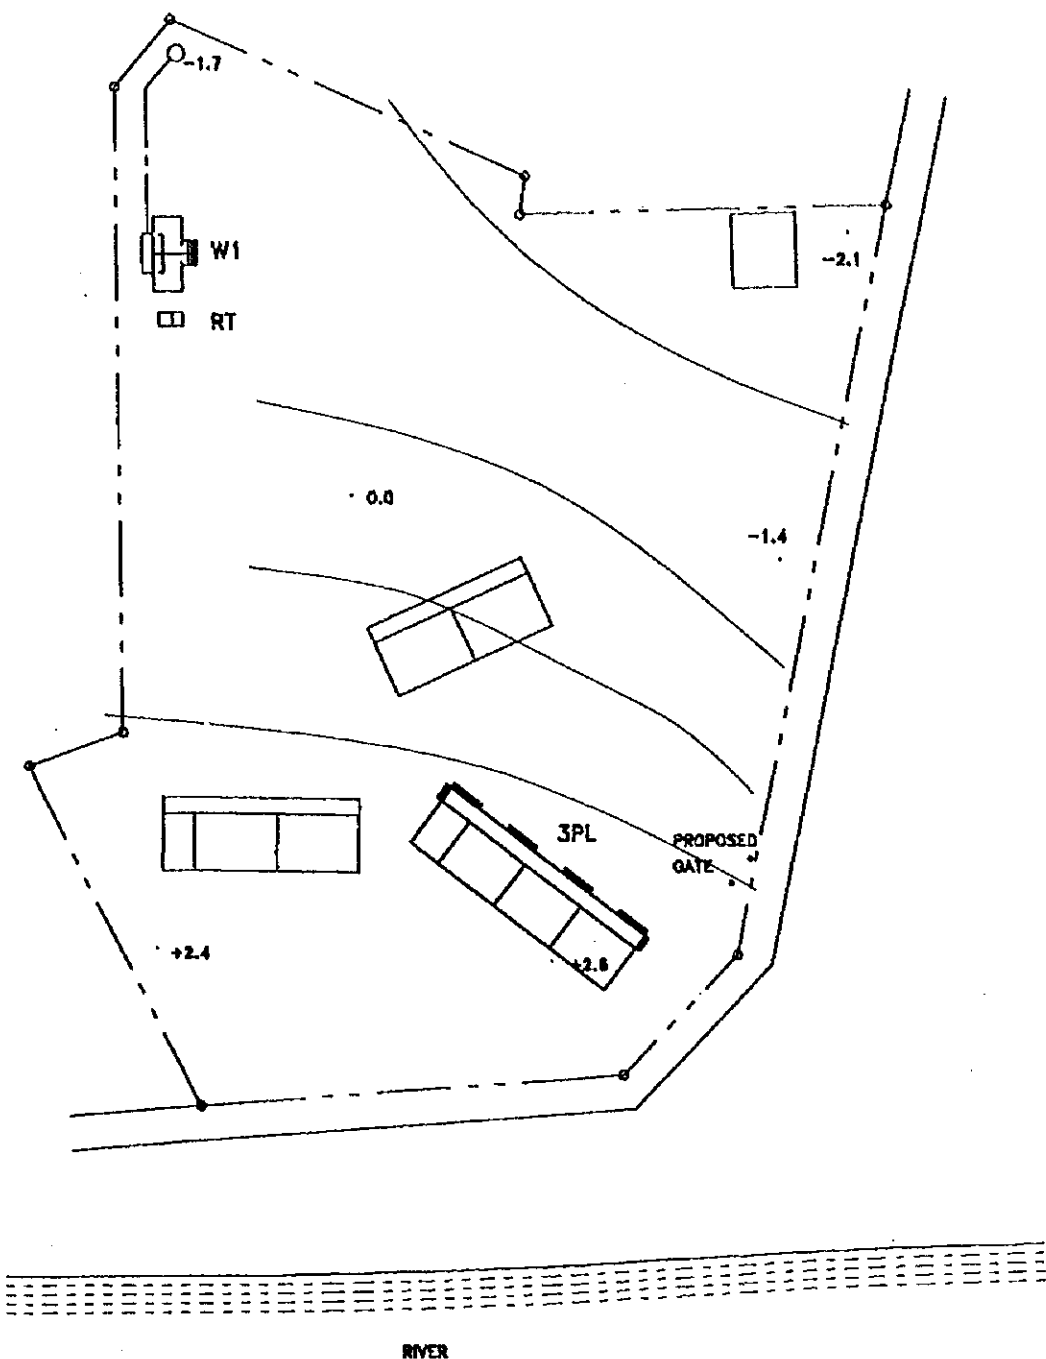 -1.7
W1
-2.1
RT
0.0
-1.4
3PL
PROPOSED
GATE
+2.4
+2.6
RIVER